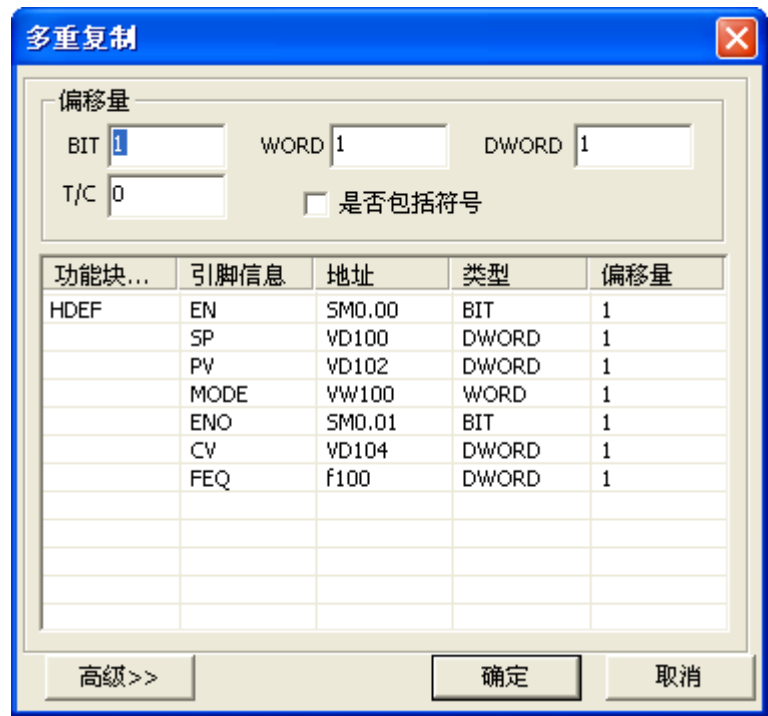 多重复制
偏移量
BIT 1 WORD 1 DWORD 1
T/C 0 是否包括符号
功能块... 引脚信息 地址 类型 偏移量
HDEF EN SM0.00 BIT 1
SP VD100 DWORD 1
PV VD102 DWORD 1
MODE VW100 WORD 1
ENO SM0.01 BIT 1
CV VD104 DWORD 1
FEQ f100 DWORD 1
高级>> 确定 取消